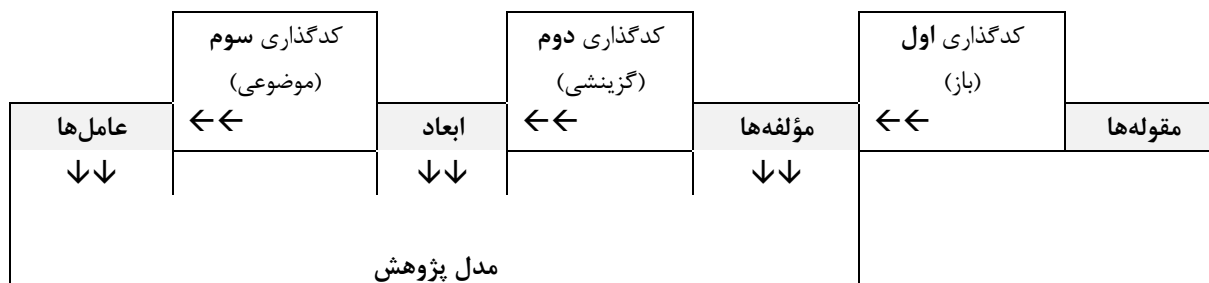 کدگذاری اول
(باز)
کدگذاری دوم
(گزینشی)
کدگذاری سوم
(موضوعی)
مقوله‌ها ←← مؤلفه‌ها ←← ابعاد ←← عامل‌ها
↓↓ ↓↓ ↓↓
مدل پژوهش